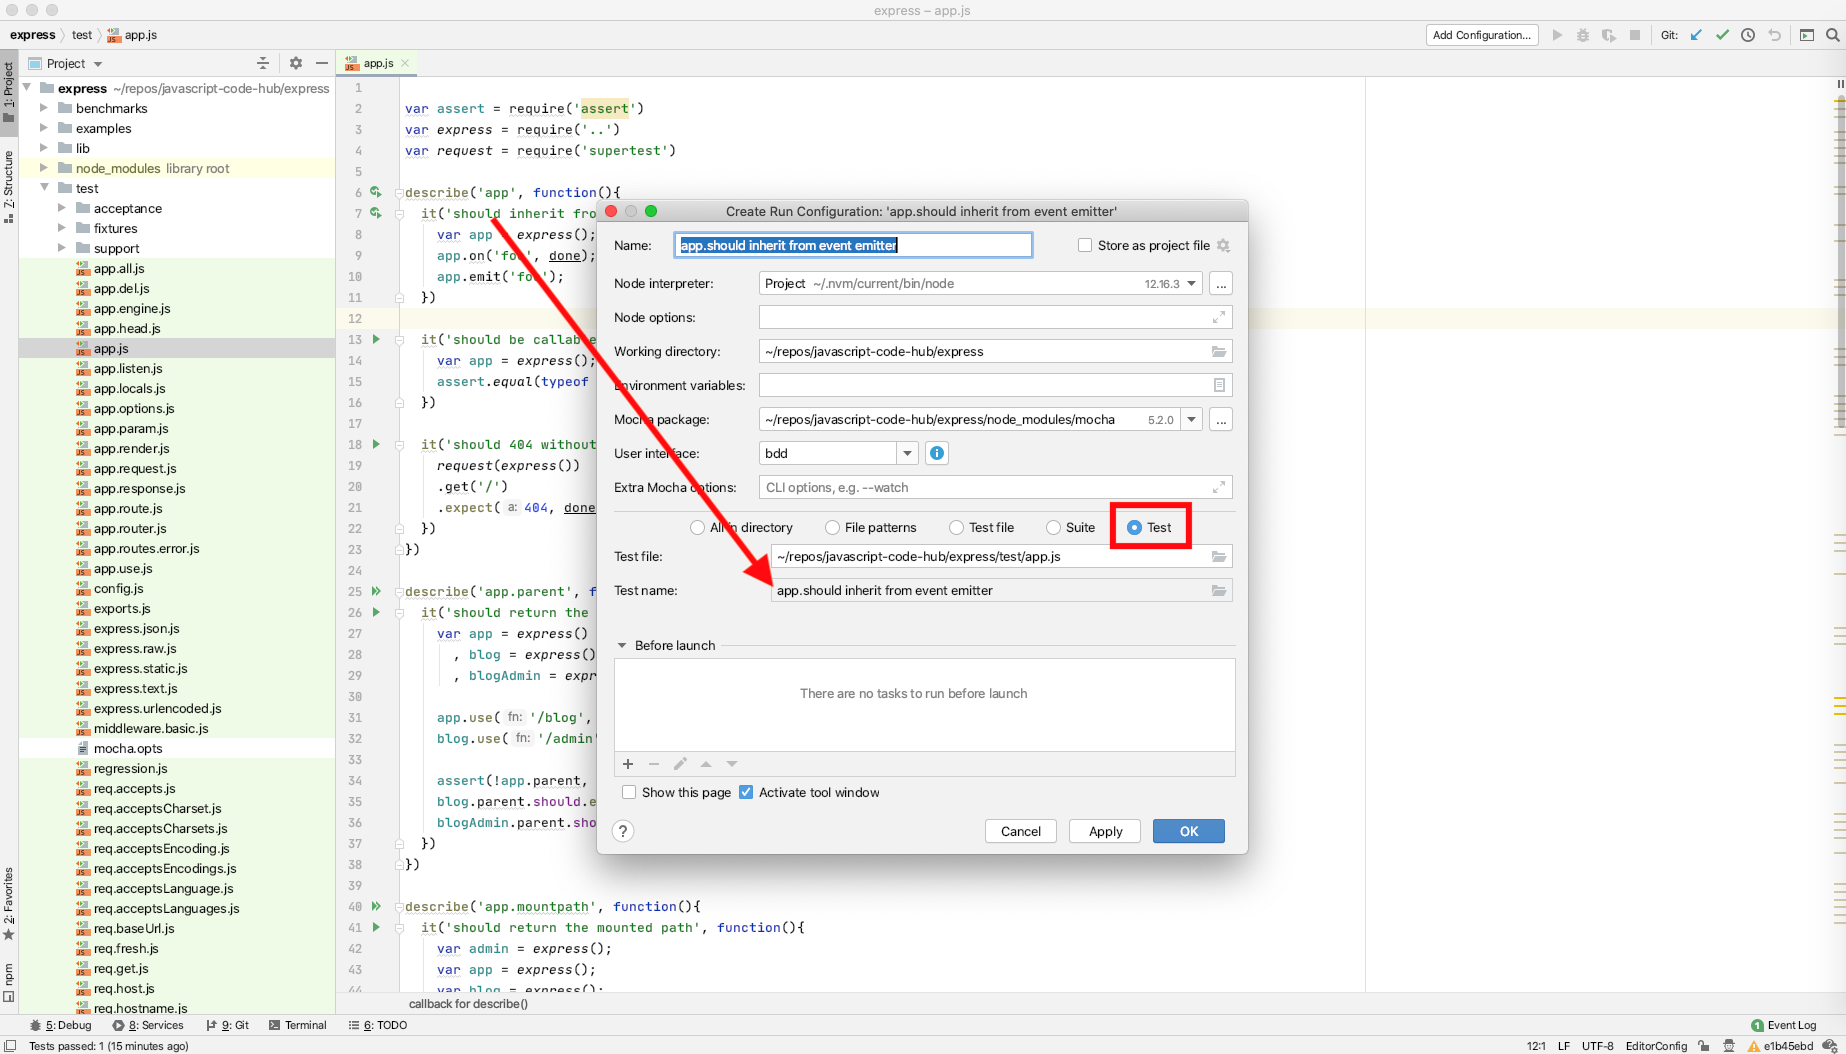 express – app.js
express test app.js
Add Configuration...
Git:
1: Project
7: Structure
2: Favorites
npm
Project
express ~/repos/javascript-code-hub/express
benchmarks
examples
lib
node_modules library root
test
acceptance
fixtures
support
app.all.js
app.del.js
app.engine.js
app.head.js
app.js
app.listen.js
app.locals.js
app.options.js
app.param.js
app.render.js
app.request.js
app.response.js
app.route.js
app.router.js
app.routes.error.js
app.use.js
config.js
exports.js
express.json.js
express.raw.js
express.static.js
express.text.js
express.urlencoded.js
middleware.basic.js
mocha.opts
regression.js
req.accepts.js
req.acceptsCharset.js
req.acceptsCharsets.js
req.acceptsEncoding.js
req.acceptsEncodings.js
req.acceptsLanguage.js
req.acceptsLanguages.js
req.baseUrl.js
req.fresh.js
req.get.js
req.host.js
req.hostname.js
app.js
1
2 var assert = require('assert')
3 var express = require('..')
4 var request = require('supertest')
5
6 describe('app', function(){
7 it('should inherit fro
8 var app = express();
9 app.on('foo', done);
10 app.emit('foo');
11 })
12
13 it('should be callable
14 var app = express();
15 assert.equal(typeof
16 })
17
18 it('should 404 without
19 request(express())
20 .get('/')
21 .expect( a: 404, done
22 })
23 })
24
25 describe('app.parent', f
26 it('should return the
27 var app = express()
28 , blog = express()
29 , blogAdmin = expr
30
31 app.use( fn: '/blog',
32 blog.use( fn: '/admin'
33
34 assert(!app.parent,
35 blog.parent.should.e
36 blogAdmin.parent.sho
37 })
38 })
39
40 describe('app.mountpath', function(){
41 it('should return the mounted path', function(){
42 var admin = express();
43 var app = express();
44 var blog = express();
callback for describe()
Create Run Configuration: 'app.should inherit from event emitter'
Name: app.should inherit from event emitter
Store as project file
Node interpreter: Project ~/.nvm/current/bin/node 12.16.3 ...
Node options:
Working directory: ~/repos/javascript-code-hub/express
Environment variables:
Mocha package: ~/repos/javascript-code-hub/express/node_modules/mocha 5.2.0 ...
User interface: bdd
Extra Mocha options: CLI options, e.g. --watch
All in directory File patterns Test file Suite Test
Test file: ~/repos/javascript-code-hub/express/test/app.js
Test name: app.should inherit from event emitter
Before launch
There are no tasks to run before launch
Show this page Activate tool window
? Cancel Apply OK
5: Debug 8: Services 9: Git Terminal 6: TODO 1 Event Log
Tests passed: 1 (15 minutes ago) 12:1 LF UTF-8 EditorConfig e1b45ebd